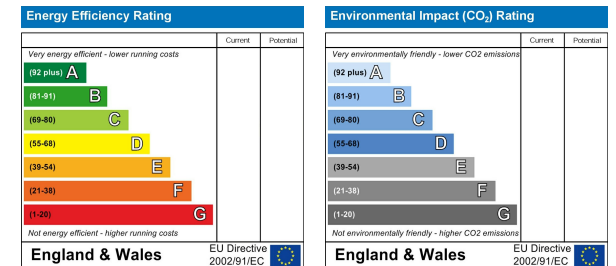 Energy Efficiency Rating
Current Potential
Very energy efficient - lower running costs
(92 plus) A
(81-91) B
(69-80) C
(55-68) D
(39-54) E
(21-38) F
(1-20) G
Not energy efficient - higher running costs
England & Wales
EU Directive
2002/91/EC
Environmental Impact (CO₂) Rating
Current Potential
Very environmentally friendly - lower CO2 emissions
(92 plus) A
(81-91) B
(69-80) C
(55-68) D
(39-54) E
(21-38) F
(1-20) G
Not environmentally friendly - higher CO2 emissions
England & Wales
EU Directive
2002/91/EC